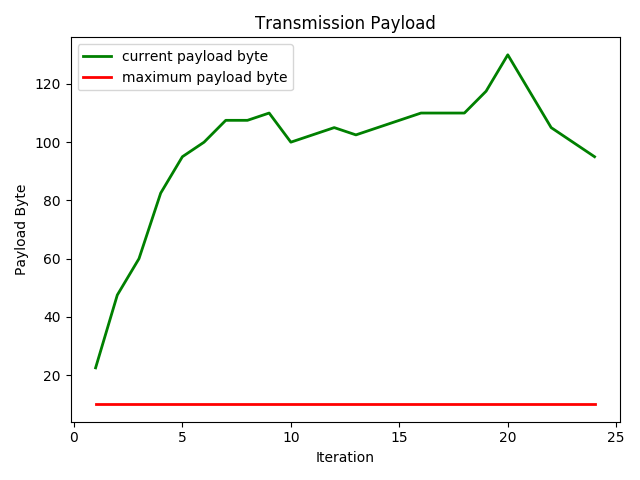 Transmission Payload
current payload byte
maximum payload byte
120
100
80
60
40
20
Payload Byte
0
5
10
15
20
25
Iteration